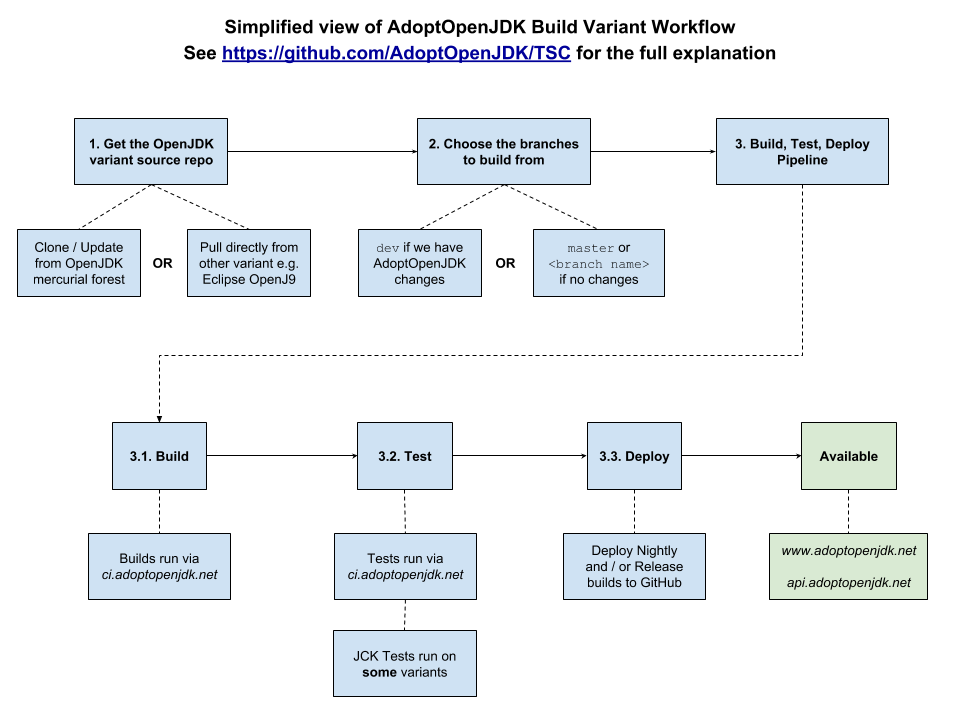 Simplified view of AdoptOpenJDK Build Variant Workflow
See https://github.com/AdoptOpenJDK/TSC for the full explanation
1. Get the OpenJDK
variant source repo
2. Choose the branches
to build from
3. Build, Test, Deploy
Pipeline
Clone / Update
from OpenJDK
mercurial forest
OR
Pull directly from
other variant e.g.
Eclipse OpenJ9
dev if we have
AdoptOpenJDK
changes
OR
master or
<branch name>
if no changes
3.1. Build
3.2. Test
3.3. Deploy
Available
Builds run via
ci.adoptopenjdk.net
Tests run via
ci.adoptopenjdk.net
Deploy Nightly
and / or Release
builds to GitHub
www.adoptopenjdk.net
api.adoptopenjdk.net
JCK Tests run on
some variants